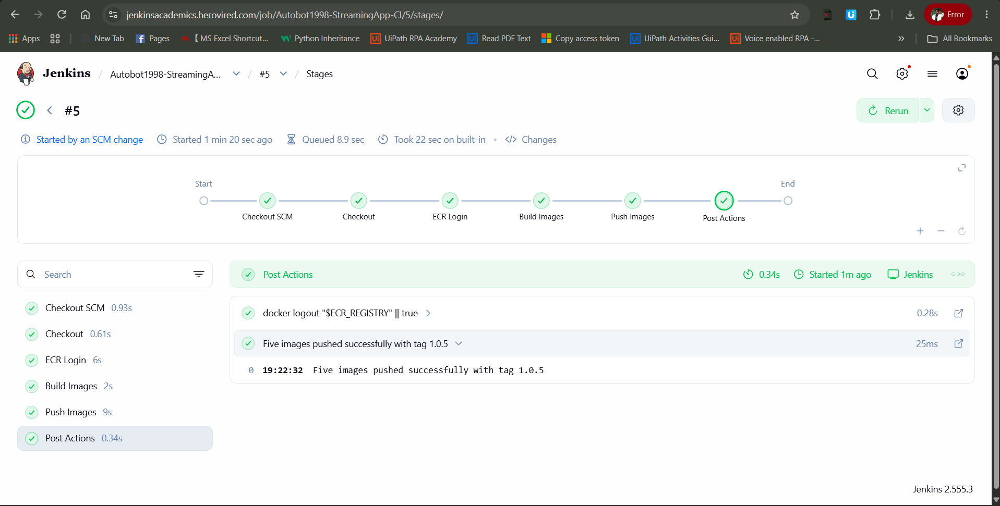 jenkinsacademics.herovired.com/job/Autobot1998-StreamingApp-CI/5/stages/
Error
Apps
New Tab
Pages
【 MS Excel Shortcut...
Python Inheritance
UiPath RPA Academy
Read PDF Text
Copy access token
UiPath Activities Gui...
Voice enabled RPA -...
»
All Bookmarks
Jenkins / Autobot1998-StreamingA... / #5 / Stages
#5
Rerun
Started by an SCM change
Started 1 min 20 sec ago
Queued 8.9 sec
Took 22 sec on built-in
Changes
Start
End
Checkout SCM
Checkout
ECR Login
Build Images
Push Images
Post Actions
Search
Checkout SCM 0.93s
Checkout 0.61s
ECR Login 6s
Build Images 2s
Push Images 9s
Post Actions 0.34s
Post Actions
0.34s
Started 1m ago
Jenkins
docker logout "$ECR_REGISTRY" || true
0.28s
Five images pushed successfully with tag 1.0.5
25ms
0 19:22:32 Five images pushed successfully with tag 1.0.5
Jenkins 2.555.3